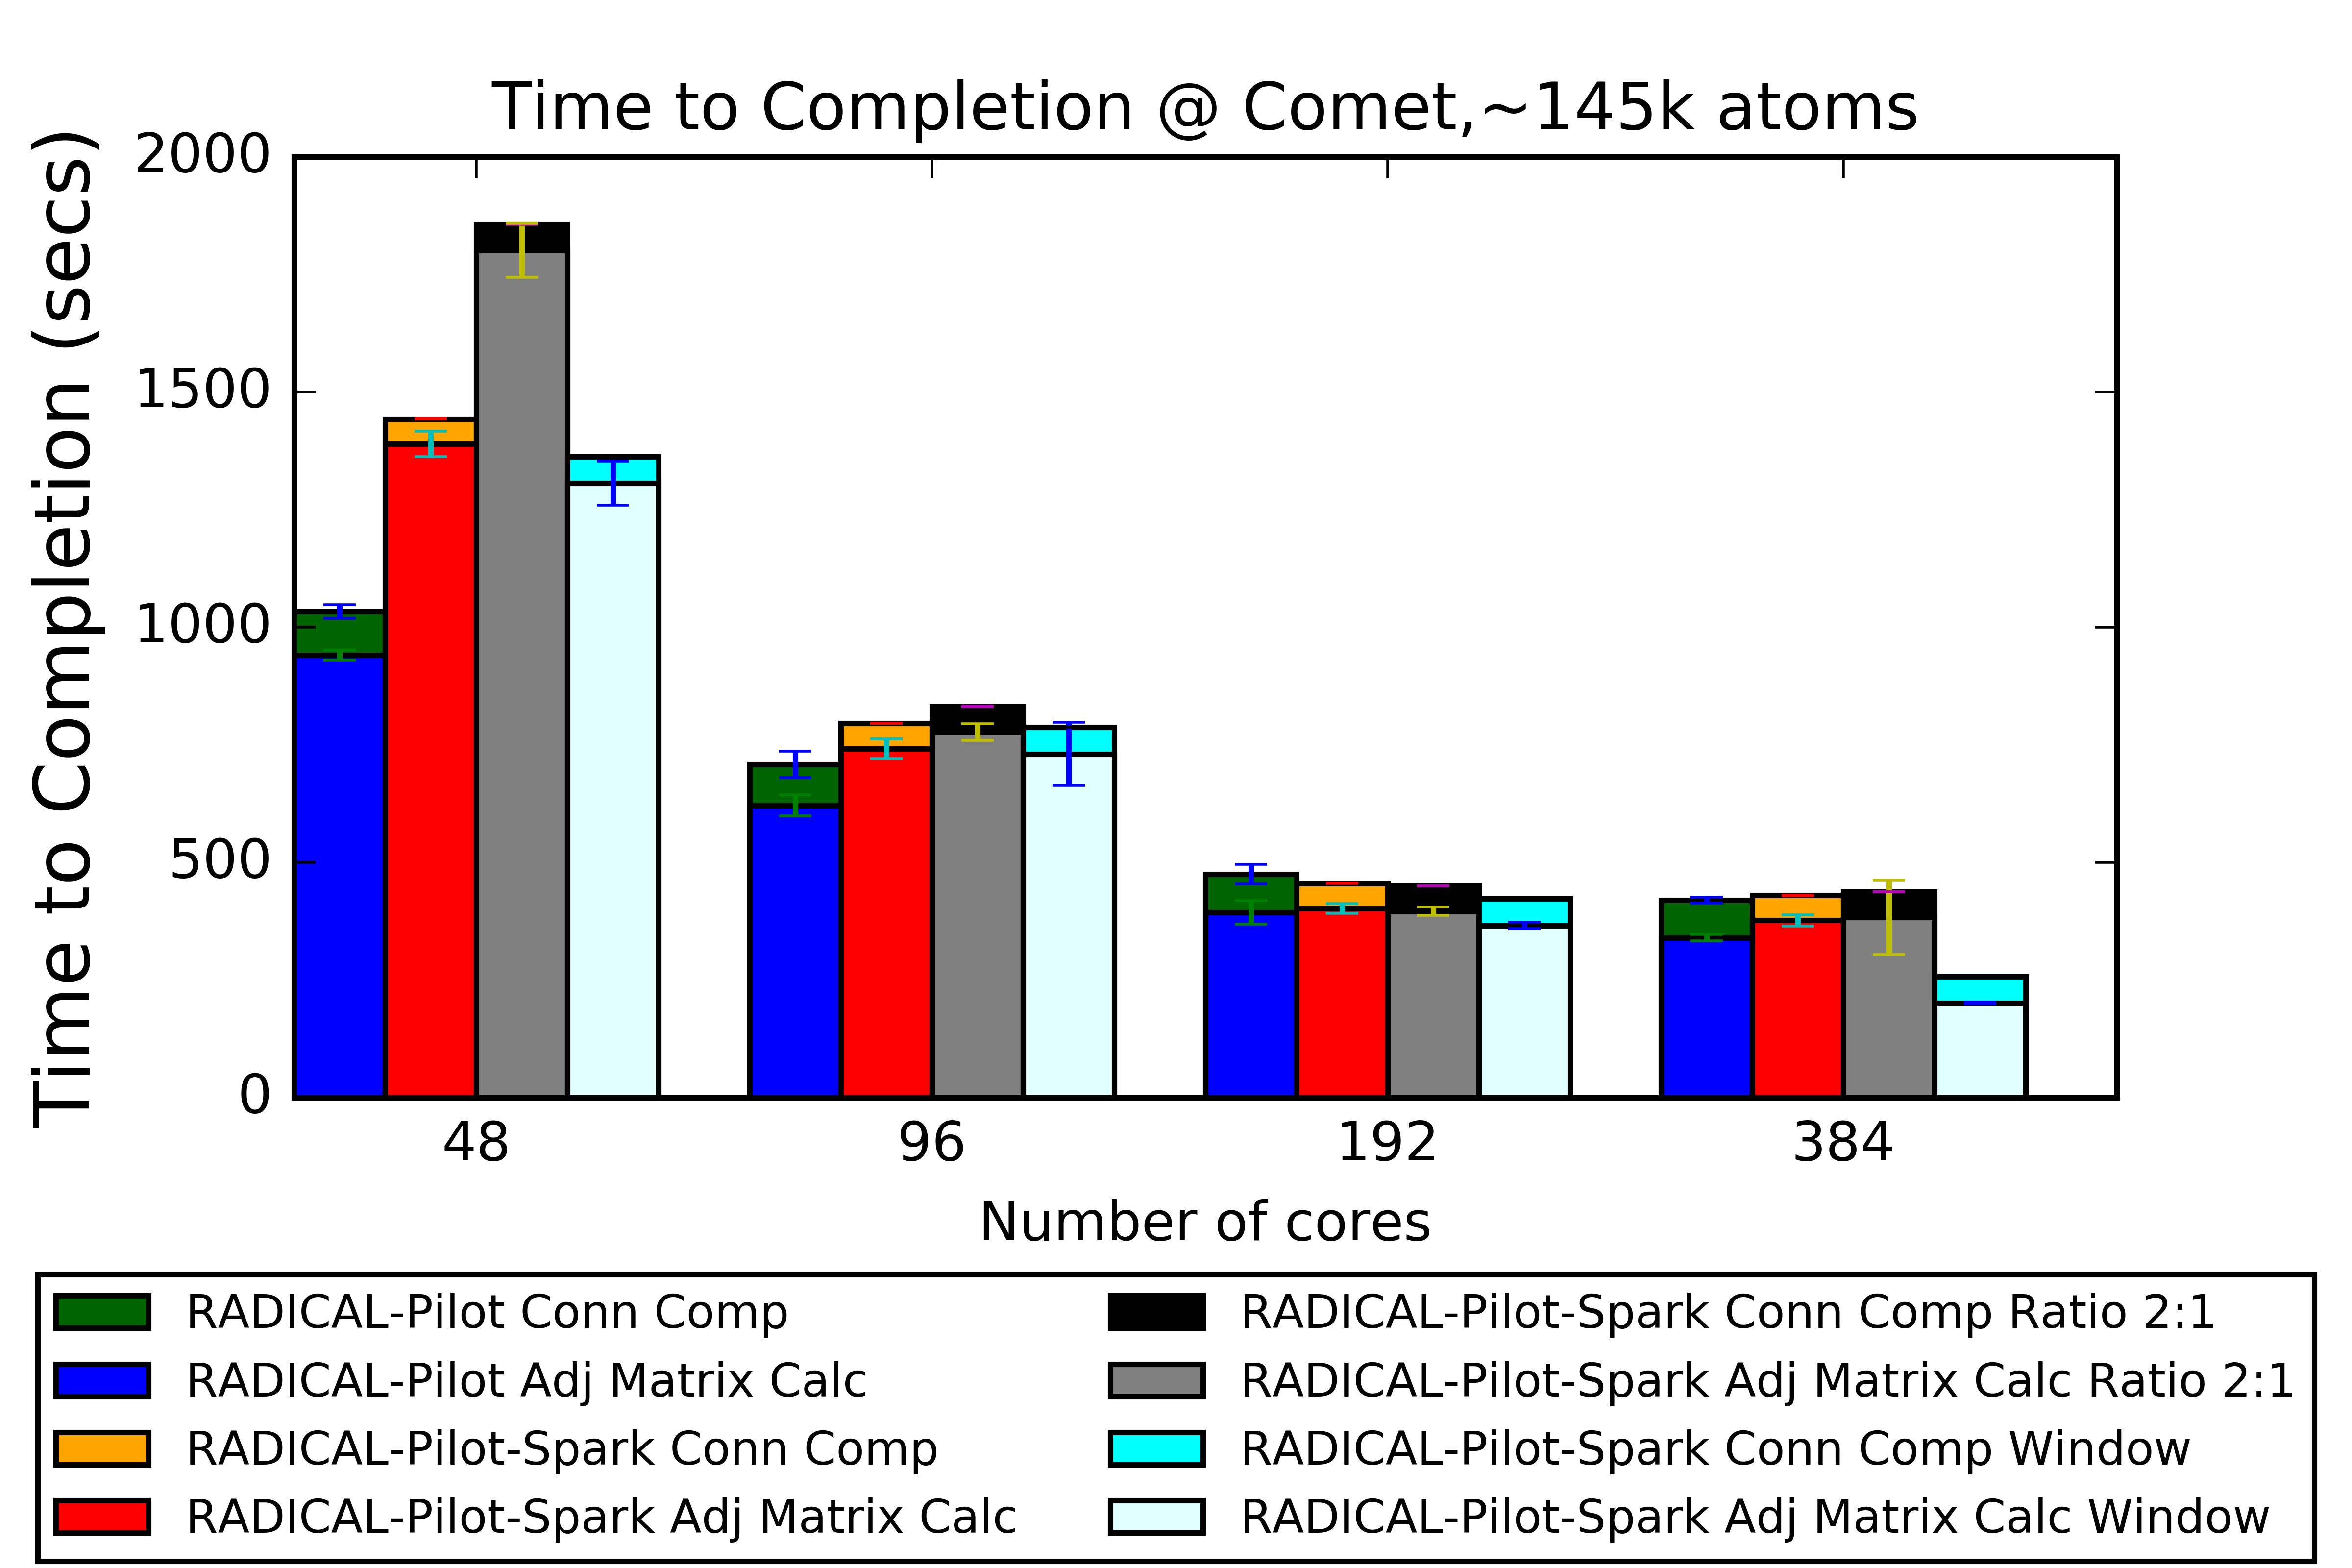 Time to Completion @ Comet,~145k atoms
Time to Completion (secs)
2000
1500
1000
500
0
48 96 192 384
Number of cores
RADICAL-Pilot Conn Comp
RADICAL-Pilot Adj Matrix Calc
RADICAL-Pilot-Spark Conn Comp
RADICAL-Pilot-Spark Adj Matrix Calc
RADICAL-Pilot-Spark Conn Comp Ratio 2:1
RADICAL-Pilot-Spark Adj Matrix Calc Ratio 2:1
RADICAL-Pilot-Spark Conn Comp Window
RADICAL-Pilot-Spark Adj Matrix Calc Window